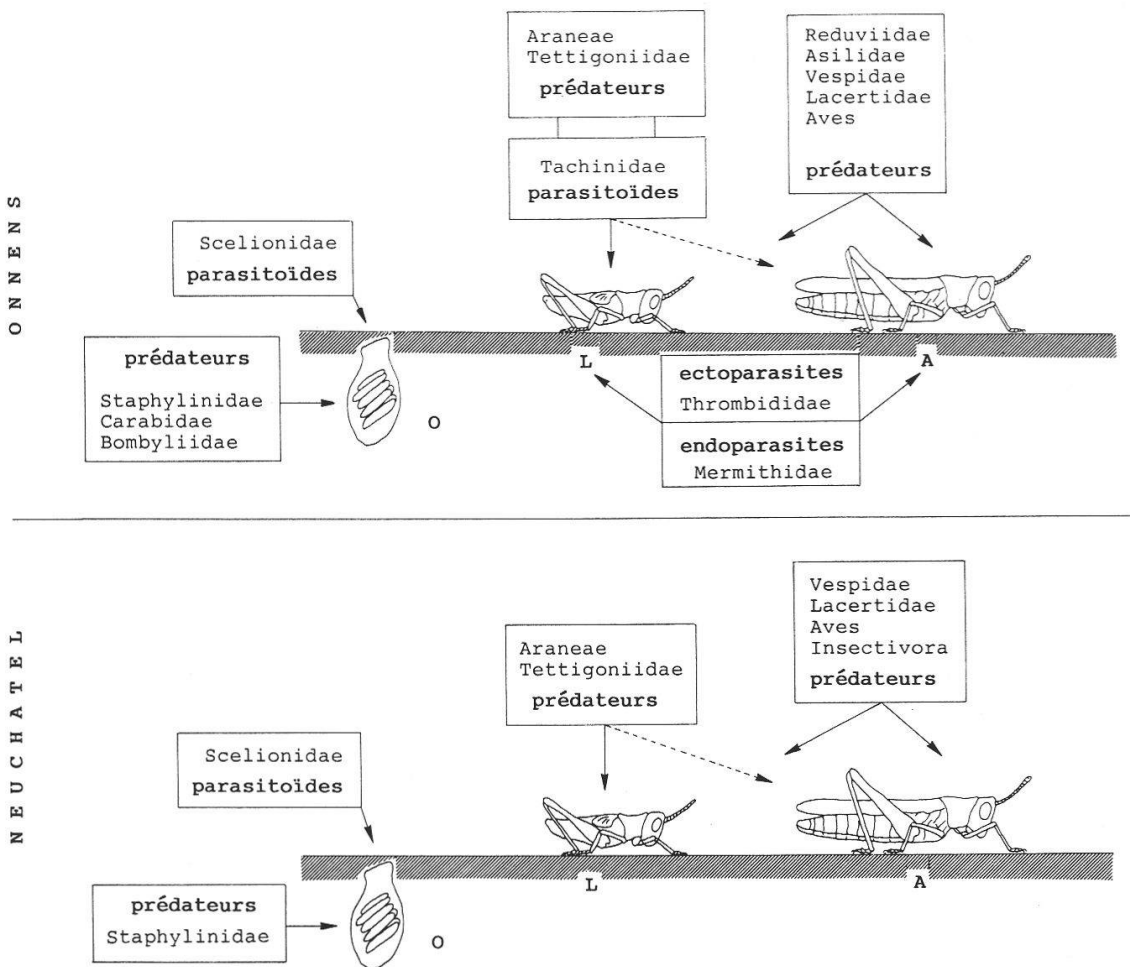 ONNENS
Araneae
Tettigoniidae
prédateurs
Tachinidae
parasitoïdes
Reduviidae
Asilidae
Vespidae
Lacertidae
Aves
prédateurs
Scelionidae
parasitoïdes
prédateurs
Staphylinidae
Carabidae
Bombyliidae
O
L
A
ectoparasites
Thrombididae
endoparasites
Mermithidae
NEUCHATEL
Araneae
Tettigoniidae
prédateurs
Vespidae
Lacertidae
Aves
Insectivora
prédateurs
Scelionidae
parasitoïdes
prédateurs
Staphylinidae
O
L
A